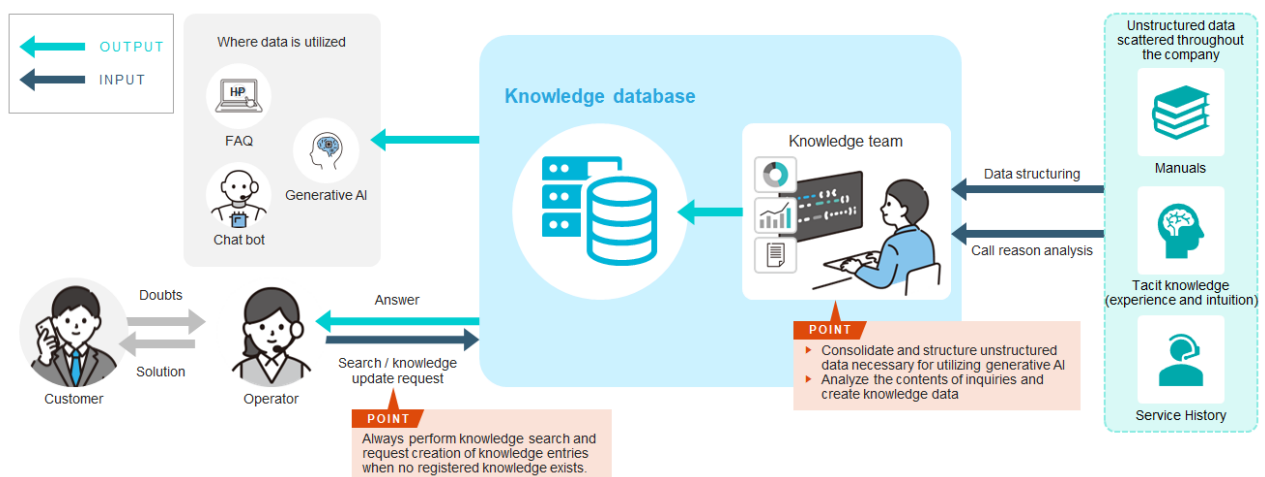 OUTPUT
INPUT
Where data is utilized
HP
FAQ
Generative AI
Chat bot
Knowledge database
Knowledge team
Data structuring
Call reason analysis
Unstructured data
scattered throughout
the company
Manuals
Tacit knowledge
(experience and intuition)
Service History
Doubts
Solution
Customer
Operator
Answer
Search / knowledge
update request
POINT
Always perform knowledge search and
request creation of knowledge entries
when no registered knowledge exists.
POINT
Consolidate and structure unstructured
data necessary for utilizing generative AI
Analyze the contents of inquiries and
create knowledge data